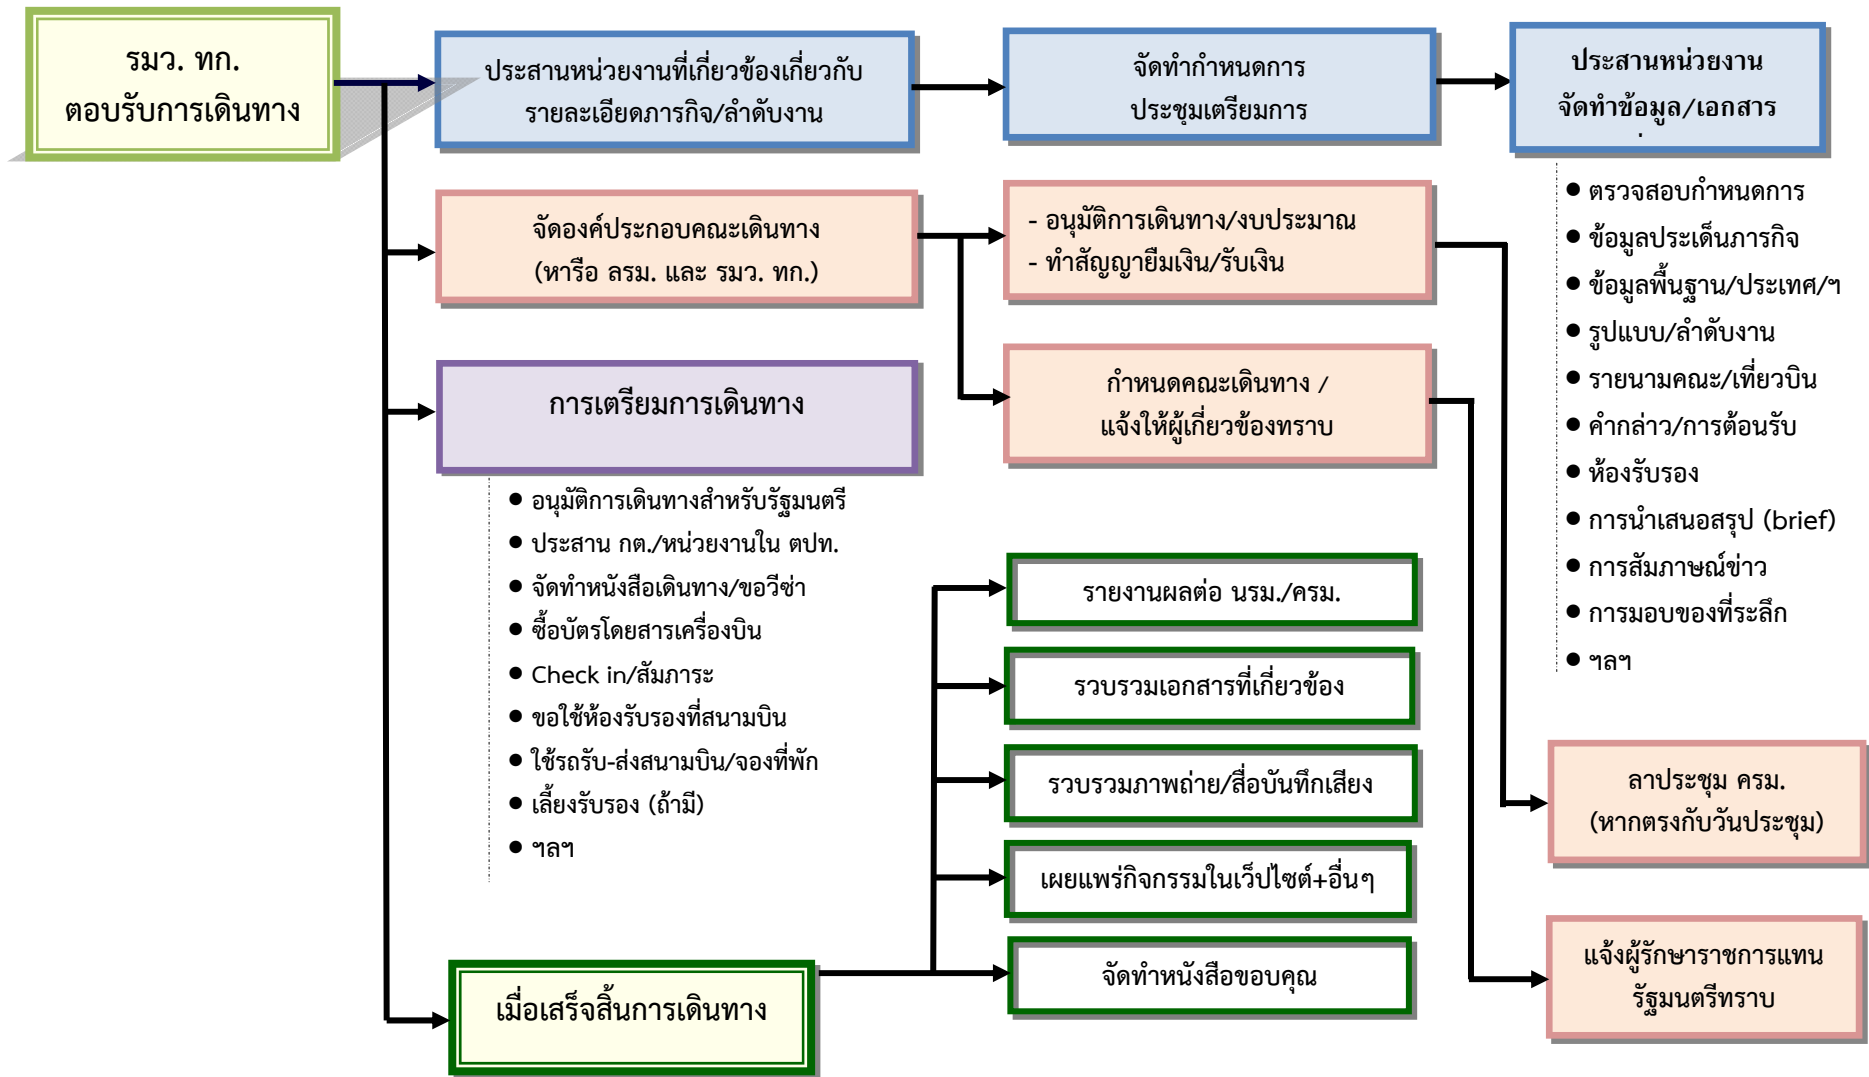 รมว. ทก.
ตอบรับการเดินทาง
ประสานหน่วยงานที่เกี่ยวข้องเกี่ยวกับ
รายละเอียดภารกิจ/ลำดับงาน
จัดทำกำหนดการ
ประชุมเตรียมการ
ประสานหน่วยงาน
จัดทำข้อมูล/เอกสาร
● ตรวจสอบกำหนดการ
● ข้อมูลประเด็นภารกิจ
● ข้อมูลพื้นฐาน/ประเทศ/ฯ
● รูปแบบ/ลำดับงาน
● รายนามคณะ/เที่ยวบิน
● คำกล่าว/การต้อนรับ
● ห้องรับรอง
● การนำเสนอสรุป (brief)
● การสัมภาษณ์ข่าว
● การมอบของที่ระลึก
● ฯลฯ
จัดองค์ประกอบคณะเดินทาง
(หารือ ลรม. และ รมว. ทก.)
- อนุมัติการเดินทาง/งบประมาณ
- ทำสัญญายืมเงิน/รับเงิน
กำหนดคณะเดินทาง /
แจ้งให้ผู้เกี่ยวข้องทราบ
ลาประชุม ครม.
(หากตรงกับวันประชุม)
แจ้งผู้รักษาราชการแทน
รัฐมนตรีทราบ
การเตรียมการเดินทาง
● อนุมัติการเดินทางสำหรับรัฐมนตรี
● ประสาน กต./หน่วยงานใน ตปท.
● จัดทำหนังสือเดินทาง/ขอวีซ่า
● ซื้อบัตรโดยสารเครื่องบิน
● Check in/สัมภาระ
● ขอใช้ห้องรับรองที่สนามบิน
● ใช้รถรับ-ส่งสนามบิน/จองที่พัก
● เลี้ยงรับรอง (ถ้ามี)
● ฯลฯ
เมื่อเสร็จสิ้นการเดินทาง
รายงานผลต่อ นรม./ครม.
รวบรวมเอกสารที่เกี่ยวข้อง
รวบรวมภาพถ่าย/สื่อบันทึกเสียง
เผยแพร่กิจกรรมในเว็ปไซต์+อื่นๆ
จัดทำหนังสือขอบคุณ